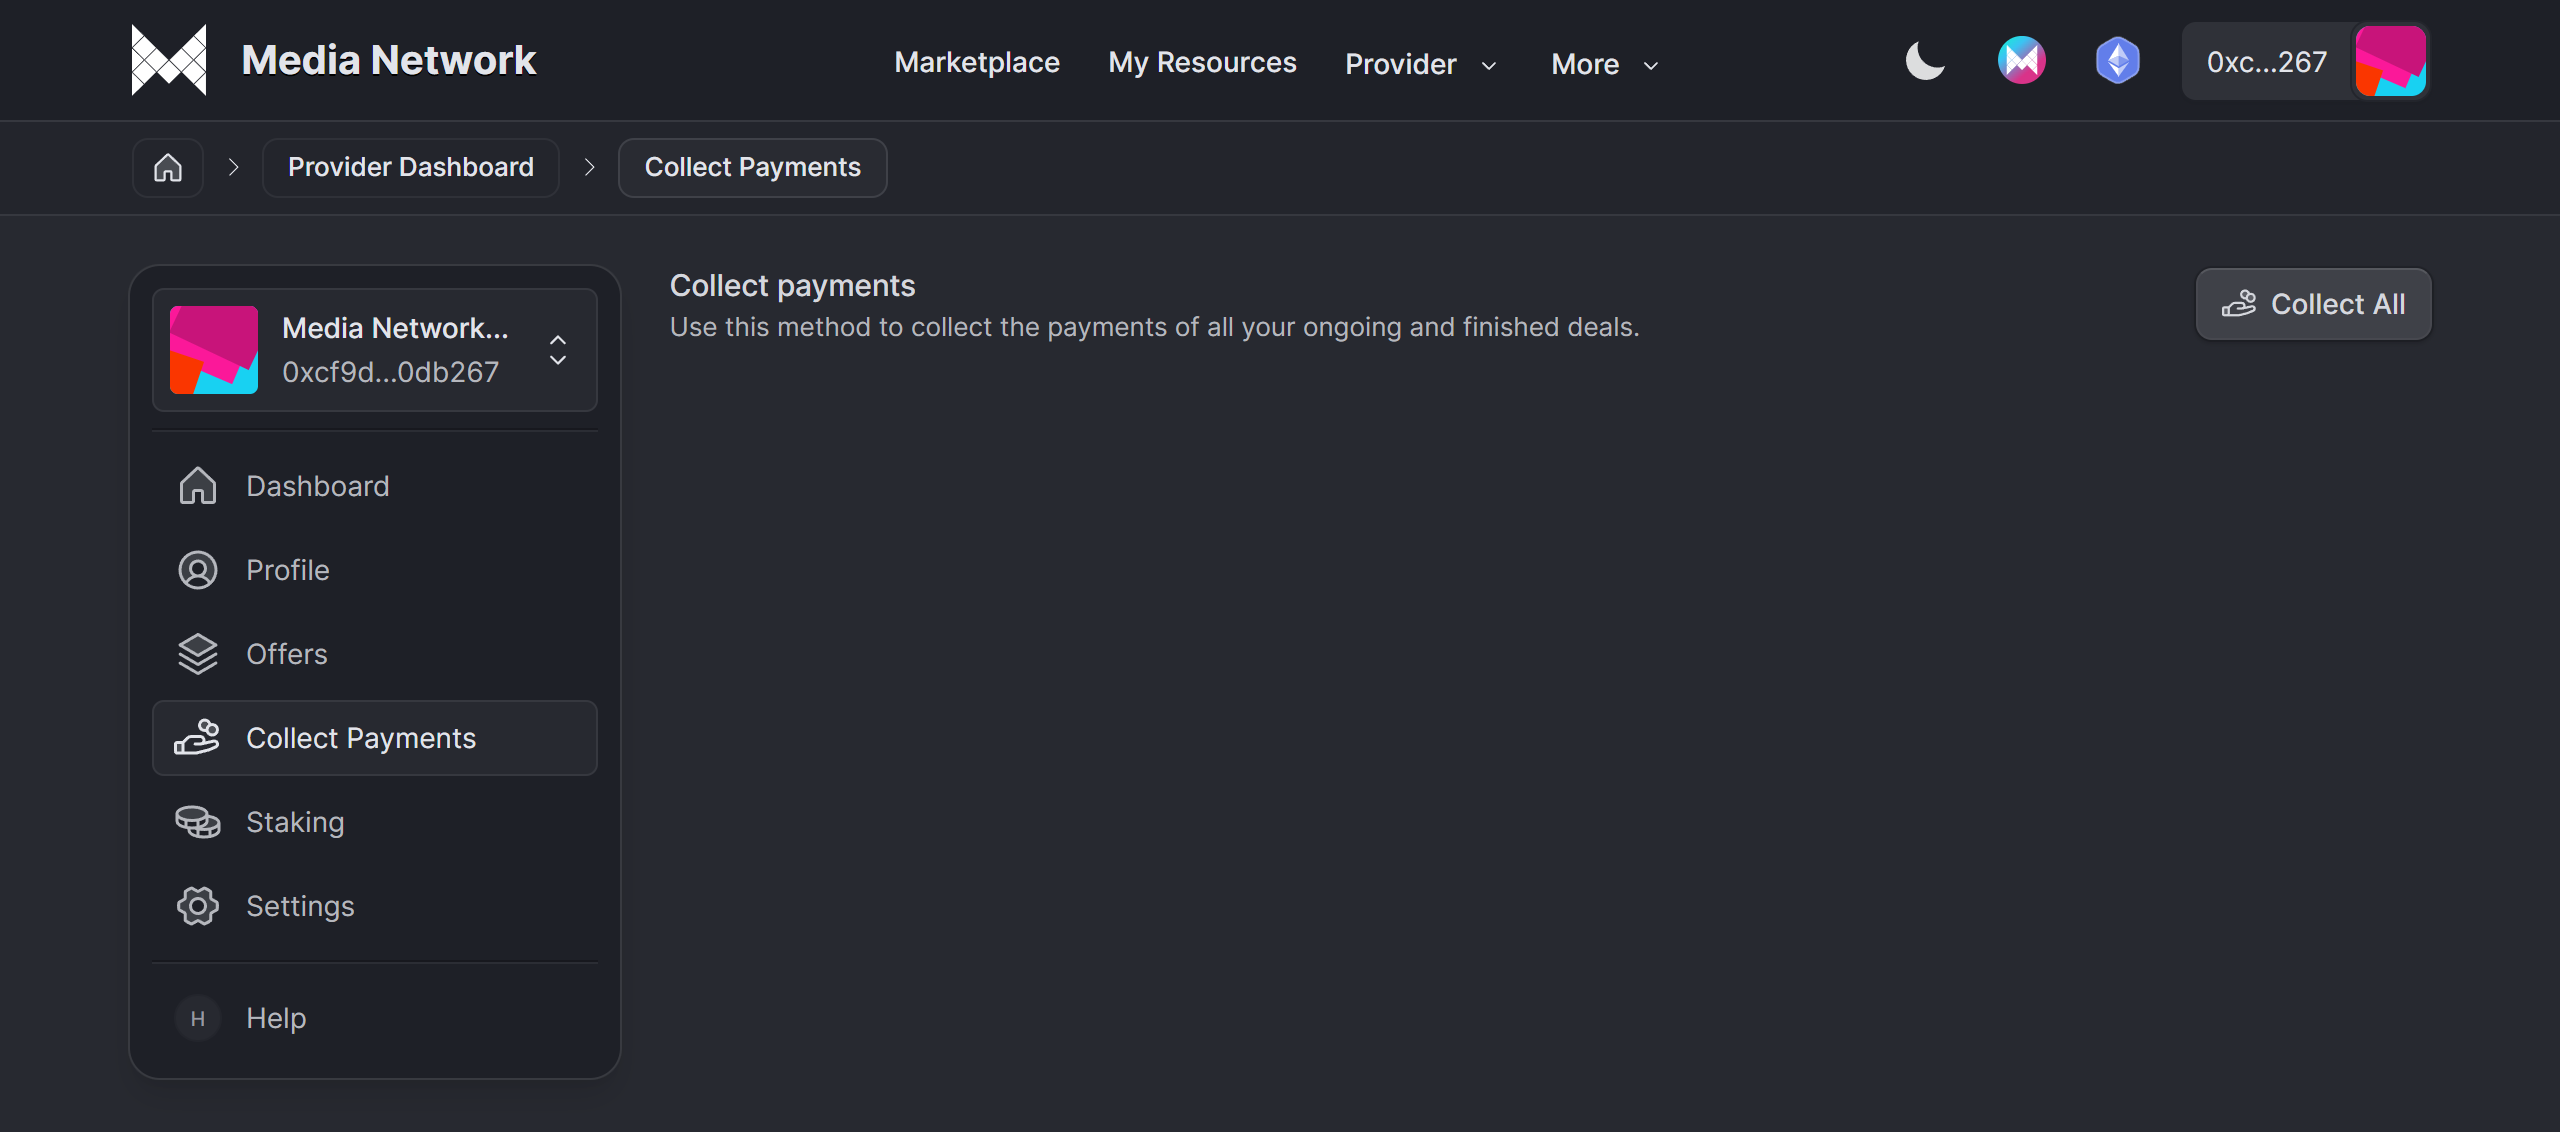 Media Network
Marketplace
My Resources
Provider
More
0xc...267
Provider Dashboard
Collect Payments
Media Network...
0xcf9d...0db267
Dashboard
Profile
Offers
Collect Payments
Staking
Settings
H
Help
Collect payments
Use this method to collect the payments of all your ongoing and finished deals.
Collect All